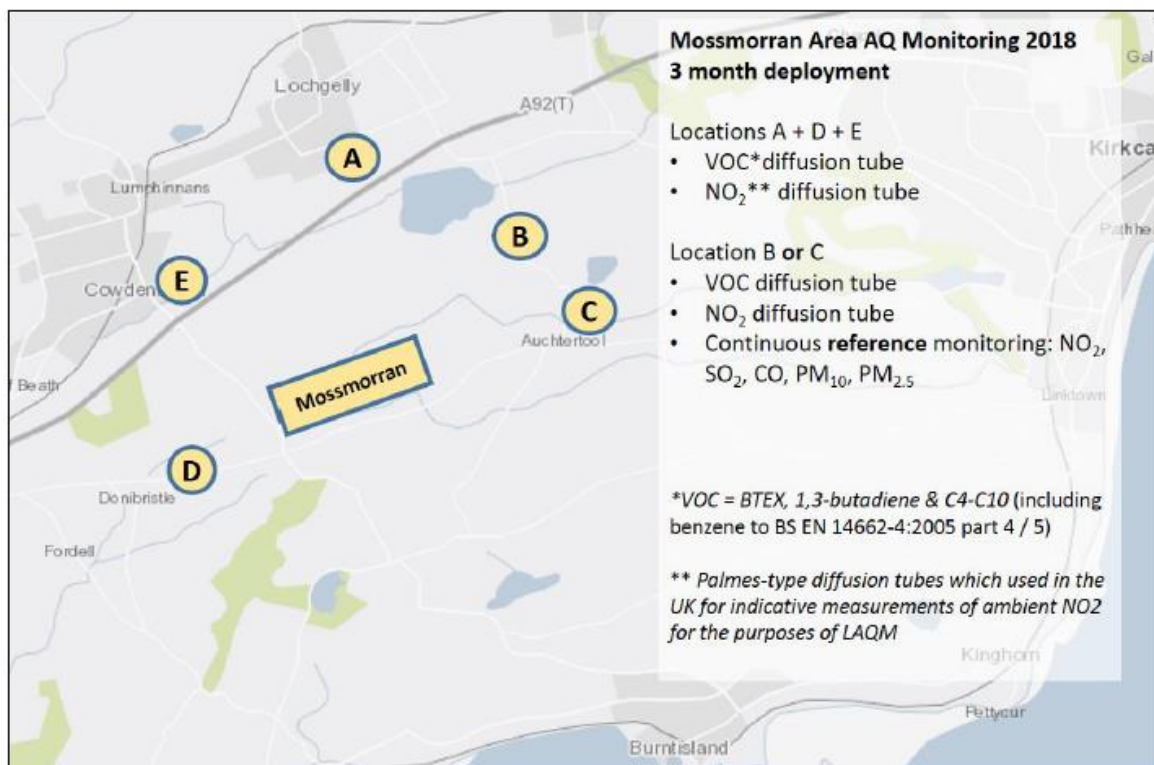 Mossmorran Area AQ Monitoring 2018
3 month deployment
Locations A + D + E
• VOC* diffusion tube
• NO₂** diffusion tube
Location B or C
• VOC diffusion tube
• NO₂ diffusion tube
• Continuous reference monitoring: NO₂,
SO₂, CO, PM₁₀, PM₂.₅
*VOC = BTEX, 1,3-butadiene & C4-C10 (including
benzene to BS EN 14662-4:2005 part 4 / 5)
** Palmes-type diffusion tubes which used in the
UK for indicative measurements of ambient NO2
for the purposes of LAQM
Lochgelly
A92(T)
A
Lumphinnans
B
E
Cowden
C
Auchtertool
Mossmorran
f Beath
D
Donibristle
Fordell
Gal
Kirkca
Pathhe
Linktown
Kinghorn
Pettycur
Burntisland